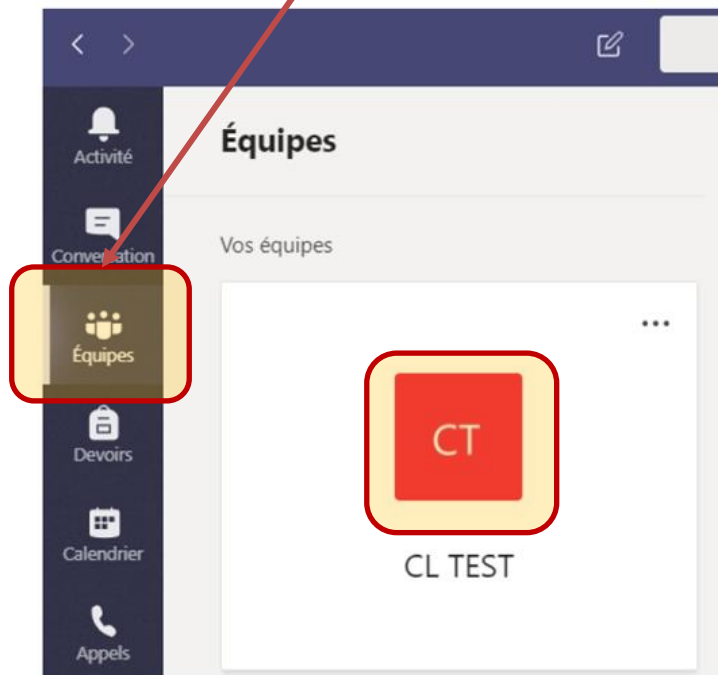 Activité
Conversation
Équipes
Devoirs
Calendrier
Appels
Équipes
Vos équipes
...
CT
CL TEST